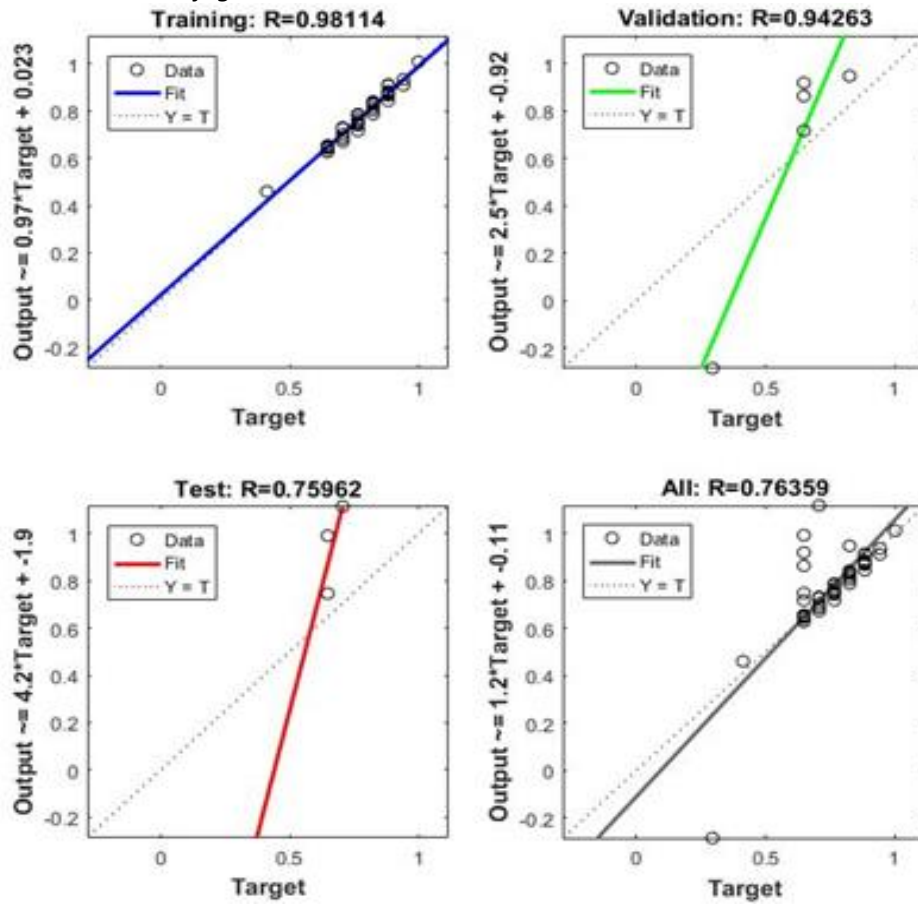 Training: R=0.98114
Output ~= 0.97*Target + 0.023
Data
Fit
Y = T
1
0.8
0.6
0.4
0.2
0
-0.2
0
0.5
1
Target
Validation: R=0.94263
Output ~= 2.5*Target + -0.92
Data
Fit
Y = T
1
0.8
0.6
0.4
0.2
0
-0.2
0
0.5
1
Target
Test: R=0.75962
Output ~= 4.2*Target + -1.9
Data
Fit
Y = T
1
0.8
0.6
0.4
0.2
0
-0.2
0
0.5
1
Target
All: R=0.76359
Output ~= 1.2*Target + -0.11
Data
Fit
Y = T
1
0.8
0.6
0.4
0.2
0
-0.2
0
0.5
1
Target